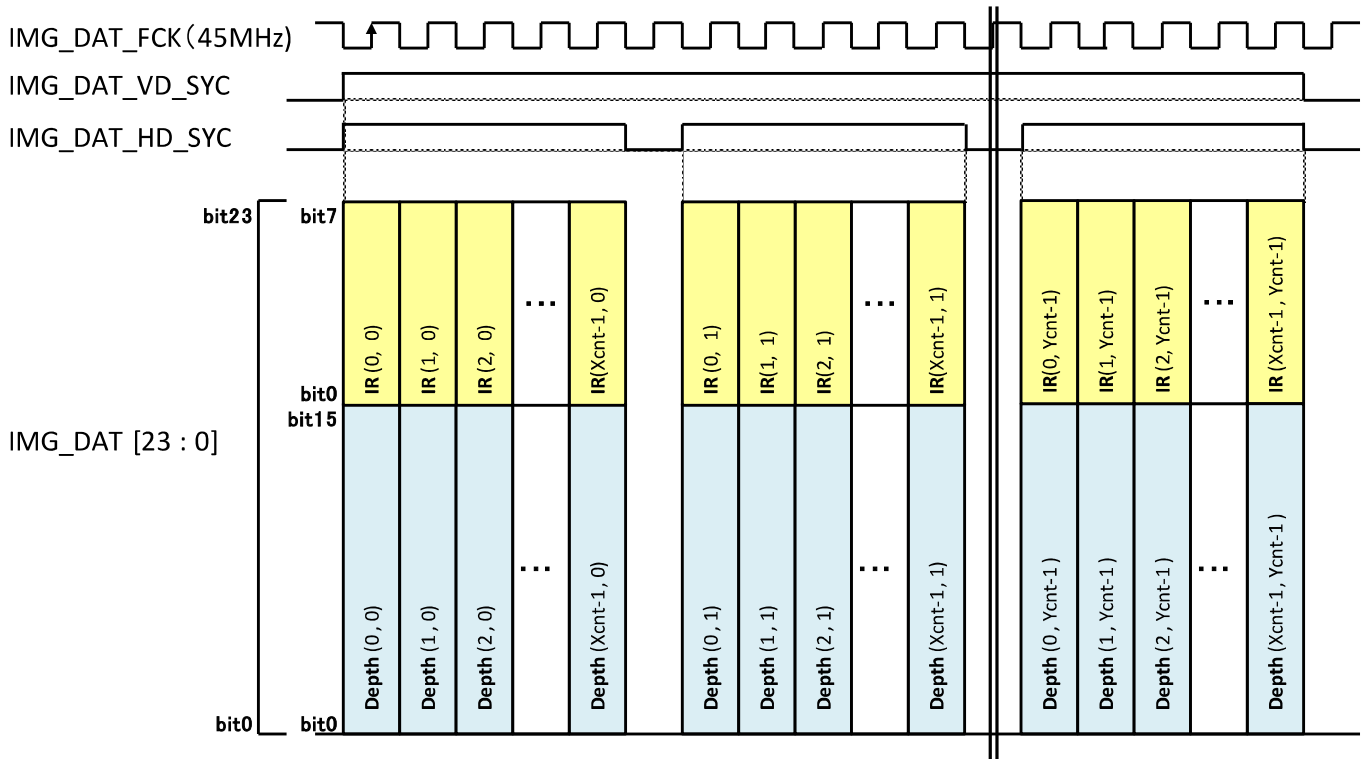 IMG_DAT_FCK(45MHz)
IMG_DAT_VD_SYC
IMG_DAT_HD_SYC
bit23
bit7
IR (0, 0)
IR (1, 0)
IR (2, 0)
...
IR(Xcnt-1, 0)
IR (0, 1)
IR(1, 1)
IR(2, 1)
...
IR(Xcnt-1, 1)
IR(0, Ycnt-1)
IR(1, Ycnt-1)
IR (2, Ycnt-1)
...
IR (Xcnt-1 , Ycnt-1)
bit0
bit15
IMG_DAT [23 : 0]
Depth (0 , 0)
Depth (1 , 0)
Depth (2 , 0)
...
Depth (Xcnt-1 , 0)
Depth (0 , 1)
Depth (1 , 1)
Depth (2 , 1)
...
Depth (Xcnt-1 , 1)
Depth (0 , Ycnt-1 )
Depth (1 , Ycnt-1 )
Depth (2 , Ycnt-1 )
...
Depth (Xcnt-1 , Ycnt-1 )
bit0
bit0